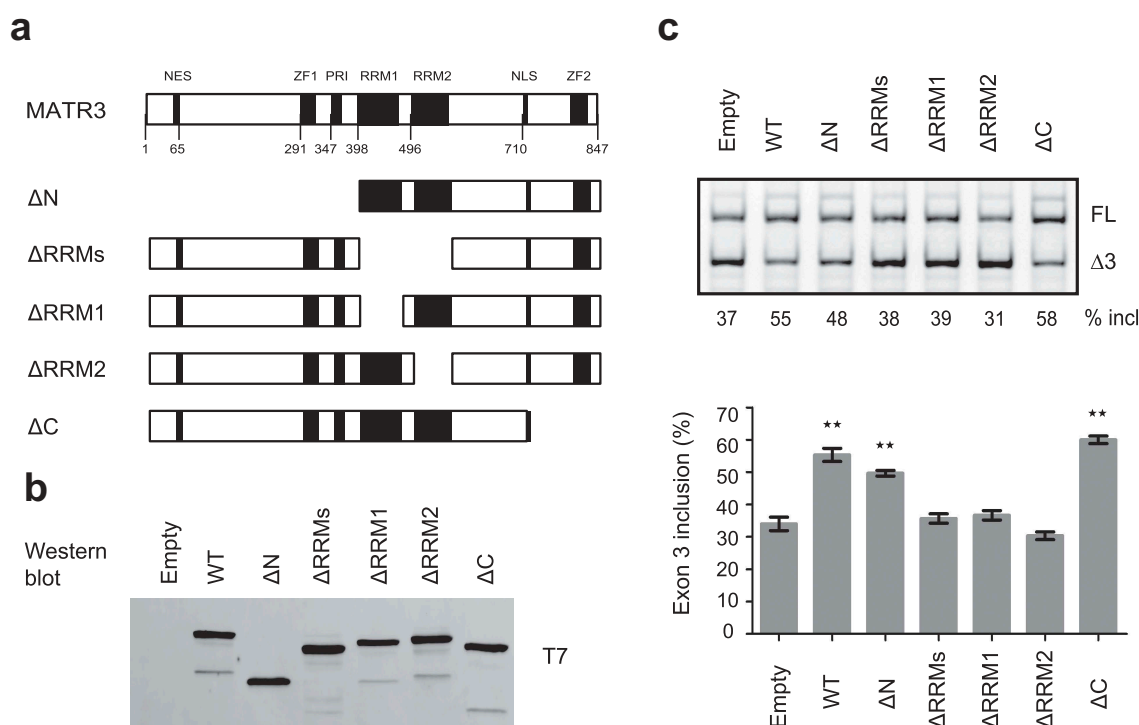 a
NES ZF1 PRI RRM1 RRM2 NLS ZF2
MATR3
1 65 291 347 398 496 710 847
ΔN
ΔRRMs
ΔRRM1
ΔRRM2
ΔC
b
Western
blot
Empty WT ΔN ΔRRMs ΔRRM1 ΔRRM2 ΔC
T7
c
Empty WT ΔN ΔRRMs ΔRRM1 ΔRRM2 ΔC
FL
Δ3
37 55 48 38 39 31 58 % incl
Exon 3 inclusion (%)
70
60
50
40
30
20
10
0
★★ ★★ ★★
Empty WT ΔN ΔRRMs ΔRRM1 ΔRRM2 ΔC